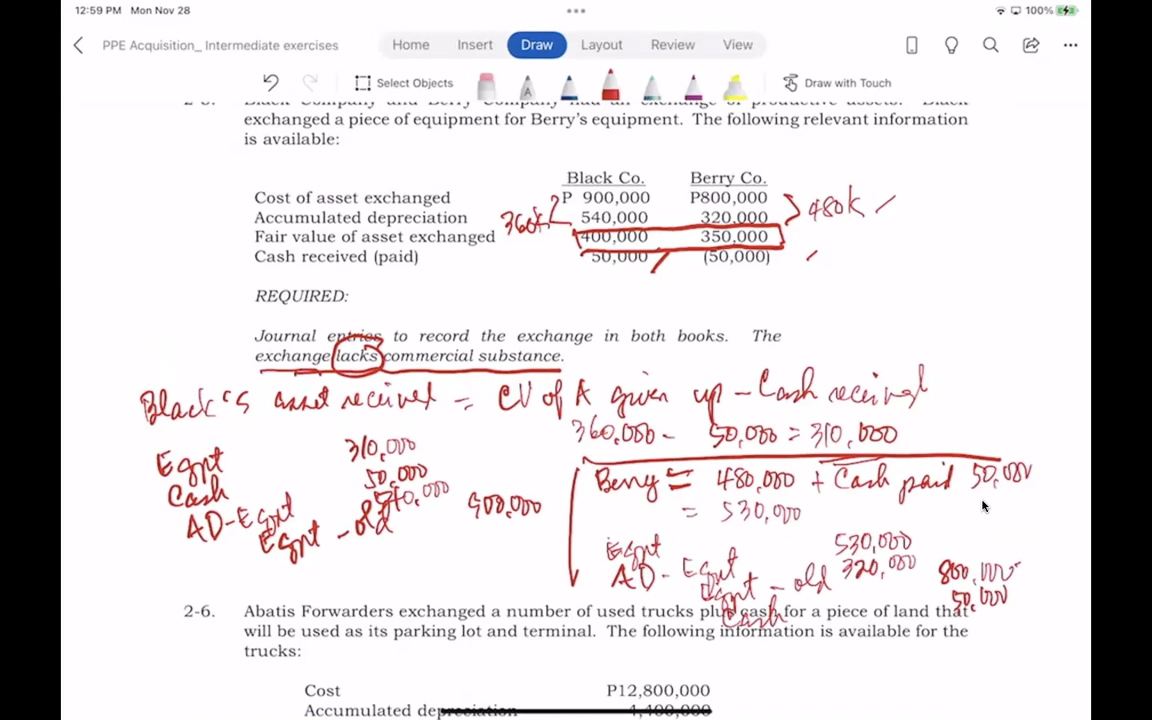 12:59 PM Mon Nov 28
100%
PPE Acquisition_ Intermediate exercises
Home Insert Draw Layout Review View
Select Objects
Draw with Touch
exchanged a piece of equipment for Berry's equipment. The following relevant information
is available:
Black Co. Berry Co.
Cost of asset exchanged P 900,000 P800,000
Accumulated depreciation 540,000 320,000
360k 480k
Fair value of asset exchanged 400,000 350,000
Cash received (paid) 50,000 (50,000)
REQUIRED:
Journal entries to record the exchange in both books. The
exchange lacks commercial substance.
Black's asset received = CV of A given up - Cash received
360,000 - 50,000 = 310,000
Eqpt 310,000
Cash 50,000
AD-Eqpt 540,000
Eqpt - old 900,000
Berry = 480,000 + Cash paid 50,000
= 530,000
Eqpt 530,000
AD - Eqpt 320,000
Eqpt - old 800,000
Cash 50,000
2-6. Abatis Forwarders exchanged a number of used trucks plus cash for a piece of land that
will be used as its parking lot and terminal. The following information is available for the
trucks:
Cost P12,800,000
Accumulated depreciation 4,400,000